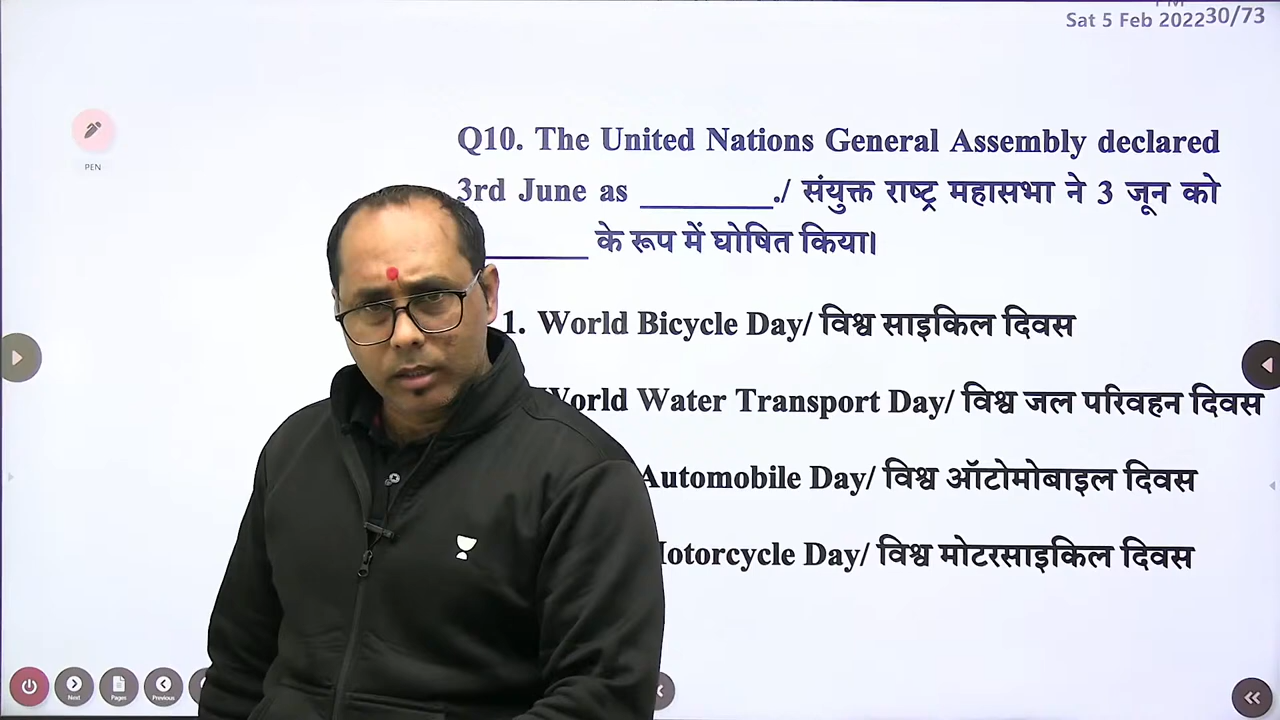 Sat 5 Feb 2022 30/73
PEN
Q10. The United Nations General Assembly declared
3rd June as ________./ संयुक्त राष्ट्र महासभा ने 3 जून को
________ के रूप में घोषित किया।
1. World Bicycle Day/ विश्व साइकिल दिवस
World Water Transport Day/ विश्व जल परिवहन दिवस
Automobile Day/ विश्व ऑटोमोबाइल दिवस
Motorcycle Day/ विश्व मोटरसाइकिल दिवस
Next Pages Previous